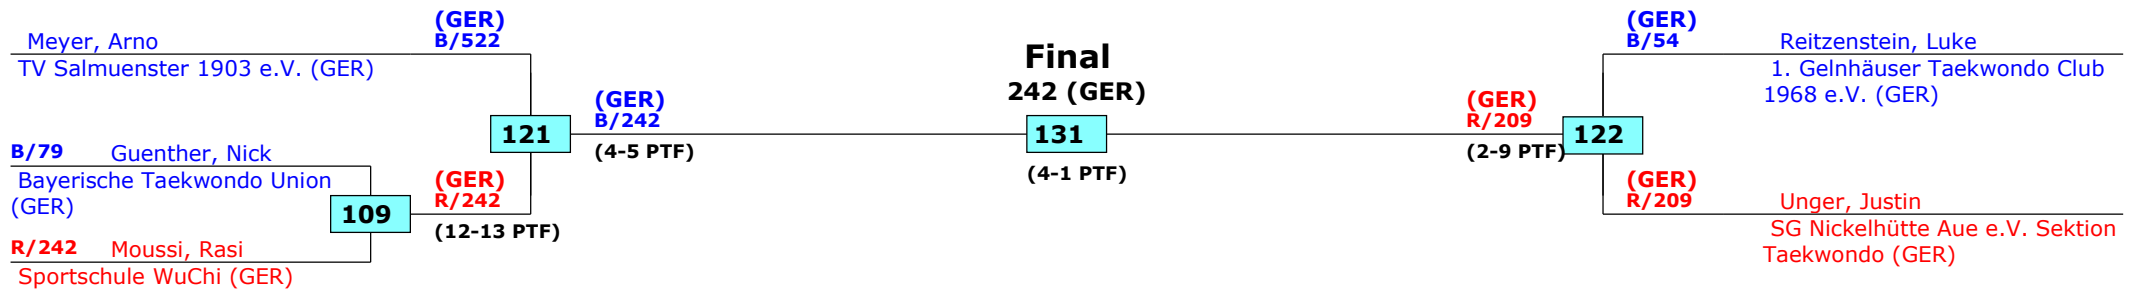 Meyer, Arno
TV Salmuenster 1903 e.V. (GER)
(GER)
B/522
B/79 Guenther, Nick
Bayerische Taekwondo Union
(GER)
109
R/242 Moussi, Rasi
Sportschule WuChi (GER)
(GER)
R/242
(12-13 PTF)
121
(GER)
B/242
(4-5 PTF)
Final
242 (GER)
131
(4-1 PTF)
(GER)
R/209
(2-9 PTF)
122
(GER)
B/54
Reitzenstein, Luke
1. Gelnhäuser Taekwondo Club
1968 e.V. (GER)
(GER)
R/209
Unger, Justin
SG Nickelhütte Aue e.V. Sektion
Taekwondo (GER)